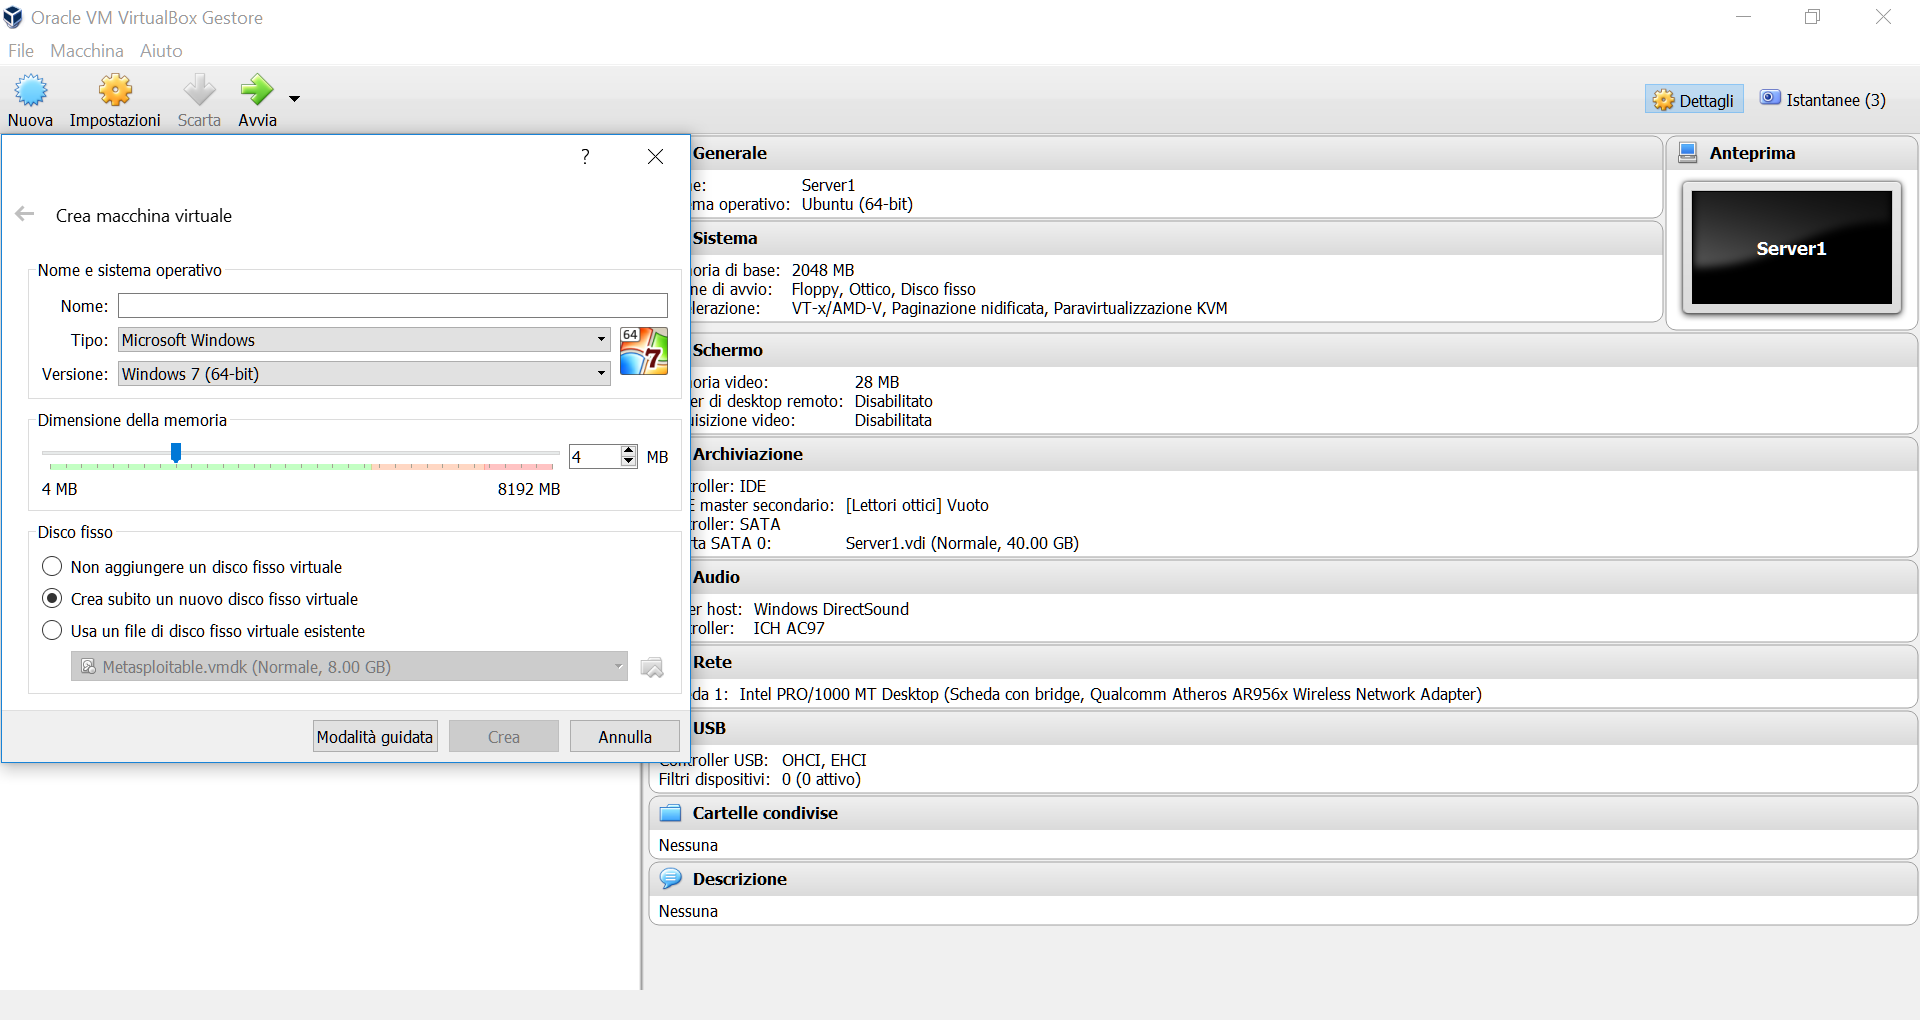 Oracle VM VirtualBox Gestore
File Macchina Aiuto
Nuova Impostazioni Scarta Avvia
Dettagli Istantanee (3)
?
Crea macchina virtuale
Nome e sistema operativo
Nome:
Tipo: Microsoft Windows
64
7
Versione: Windows 7 (64-bit)
Dimensione della memoria
4 MB
4 MB 8192 MB
Disco fisso
Non aggiungere un disco fisso virtuale
Crea subito un nuovo disco fisso virtuale
Usa un file di disco fisso virtuale esistente
Metasploitable.vmdk (Normale, 8.00 GB)
Modalità guidata Crea Annulla
Generale
e: Server1
ma operativo: Ubuntu (64-bit)
Anteprima
Server1
Sistema
oria di base: 2048 MB
ne di avvio: Floppy, Ottico, Disco fisso
lerazione: VT-x/AMD-V, Paginazione nidificata, Paravirtualizzazione KVM
Schermo
oria video: 28 MB
er di desktop remoto: Disabilitato
uisizione video: Disabilitata
Archiviazione
roller: IDE
E master secondario: [Lettori ottici] Vuoto
roller: SATA
ta SATA 0: Server1.vdi (Normale, 40.00 GB)
Audio
er host: Windows DirectSound
roller: ICH AC97
Rete
da 1: Intel PRO/1000 MT Desktop (Scheda con bridge, Qualcomm Atheros AR956x Wireless Network Adapter)
USB
Controller USB: OHCI, EHCI
Filtri dispositivi: 0 (0 attivo)
Cartelle condivise
Nessuna
Descrizione
Nessuna